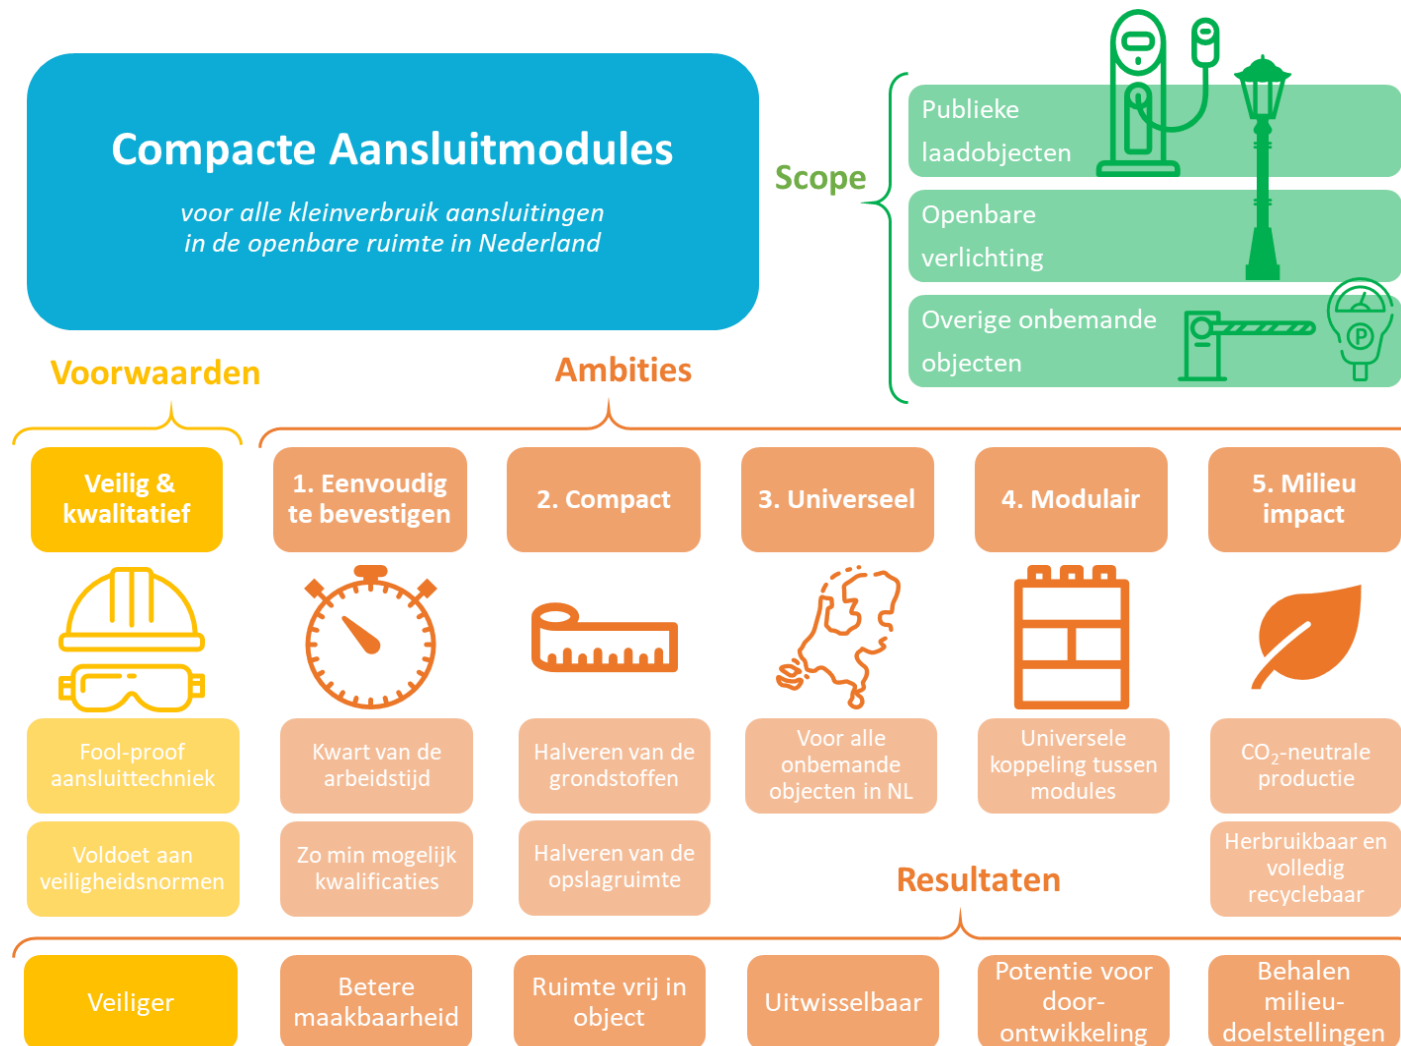 Compacte Aansluitmodules
voor alle kleinverbruik aansluitingen
in de openbare ruimte in Nederland
Scope
Publieke
laadobjecten
Openbare
verlichting
Overige onbemande
objecten
P
Voorwaarden
Ambities
Veilig &
kwalitatief
1. Eenvoudig
te bevestigen
2. Compact
3. Universeel
4. Modulair
5. Milieu
impact
Fool-proof
aansluittechniek
Kwart van de
arbeidstijd
Halveren van de
grondstoffen
Voor alle
onbemande
objecten in NL
Universele
koppeling tussen
modules
CO₂-neutrale
productie
Voldoet aan
veiligheidsnormen
Zo min mogelijk
kwalificaties
Halveren van de
opslagruimte
Herbruikbaar en
volledig
recyclebaar
Resultaten
Veiliger
Betere
maakbaarheid
Ruimte vrij in
object
Uitwisselbaar
Potentie voor
door-
ontwikkeling
Behalen
milieu-
doelstellingen